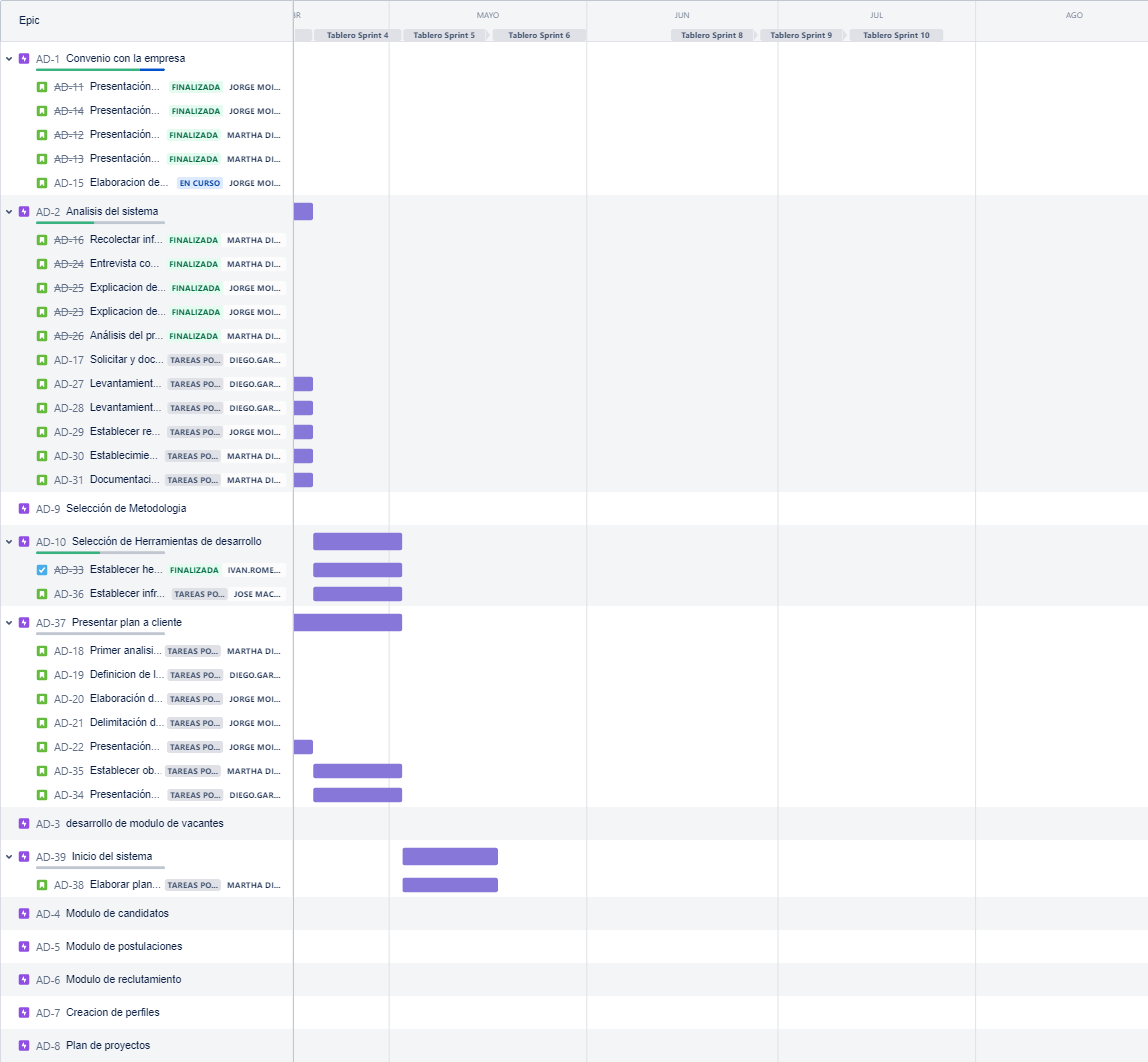 Epic
IR MAYO JUN JUL AGO
Tablero Sprint 4 Tablero Sprint 5 Tablero Sprint 6 Tablero Sprint 8 Tablero Sprint 9 Tablero Sprint 10
AD-1 Convenio con la empresa
AD-11 Presentación... FINALIZADA JORGE MOI...
AD-14 Presentación... FINALIZADA JORGE MOI...
AD-12 Presentación... FINALIZADA MARTHA DI...
AD-13 Presentación... FINALIZADA MARTHA DI...
AD-15 Elaboracion de... EN CURSO JORGE MOI...
AD-2 Analisis del sistema
AD-16 Recolectar inf... FINALIZADA MARTHA DI...
AD-24 Entrevista co... FINALIZADA MARTHA DI...
AD-25 Explicacion de... FINALIZADA JORGE MOI...
AD-23 Explicacion de... FINALIZADA JORGE MOI...
AD-26 Análisis del pr... FINALIZADA MARTHA DI...
AD-17 Solicitar y doc... TAREAS PO... DIEGO.GAR...
AD-27 Levantamient... TAREAS PO... DIEGO.GAR...
AD-28 Levantamient... TAREAS PO... DIEGO.GAR...
AD-29 Establecer re... TAREAS PO... JORGE MOI...
AD-30 Establecimie... TAREAS PO... MARTHA DI...
AD-31 Documentaci... TAREAS PO... MARTHA DI...
AD-9 Selección de Metodologia
AD-10 Selección de Herramientas de desarrollo
AD-33 Establecer he... FINALIZADA IVAN.ROME...
AD-36 Establecer infr... TAREAS PO... JOSE MAC...
AD-37 Presentar plan a cliente
AD-18 Primer analisi... TAREAS PO... MARTHA DI...
AD-19 Definicion de l... TAREAS PO... DIEGO.GAR...
AD-20 Elaboración d... TAREAS PO... JORGE MOI...
AD-21 Delimitación d... TAREAS PO... JORGE MOI...
AD-22 Presentación... TAREAS PO... JORGE MOI...
AD-35 Establecer ob... TAREAS PO... MARTHA DI...
AD-34 Presentación... TAREAS PO... DIEGO.GAR...
AD-3 desarrollo de modulo de vacantes
AD-39 Inicio del sistema
AD-38 Elaborar plan... TAREAS PO... MARTHA DI...
AD-4 Modulo de candidatos
AD-5 Modulo de postulaciones
AD-6 Modulo de reclutamiento
AD-7 Creacion de perfiles
AD-8 Plan de proyectos